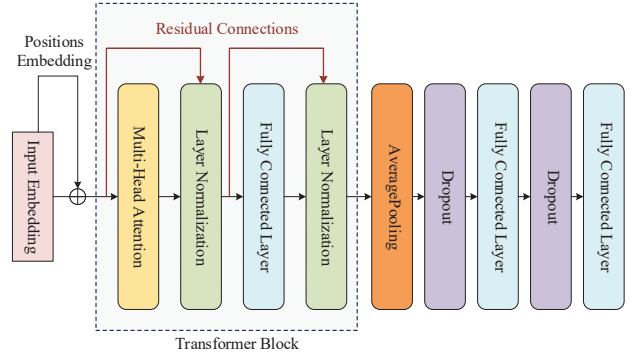 Residual Connections
Positions
Embedding
Input Embedding
Multi-Head Attention
Layer Normalization
Fully Connected Layer
Layer Normalization
AveragePooling
Dropout
Fully Connected Layer
Dropout
Fully Connected Layer
Transformer Block